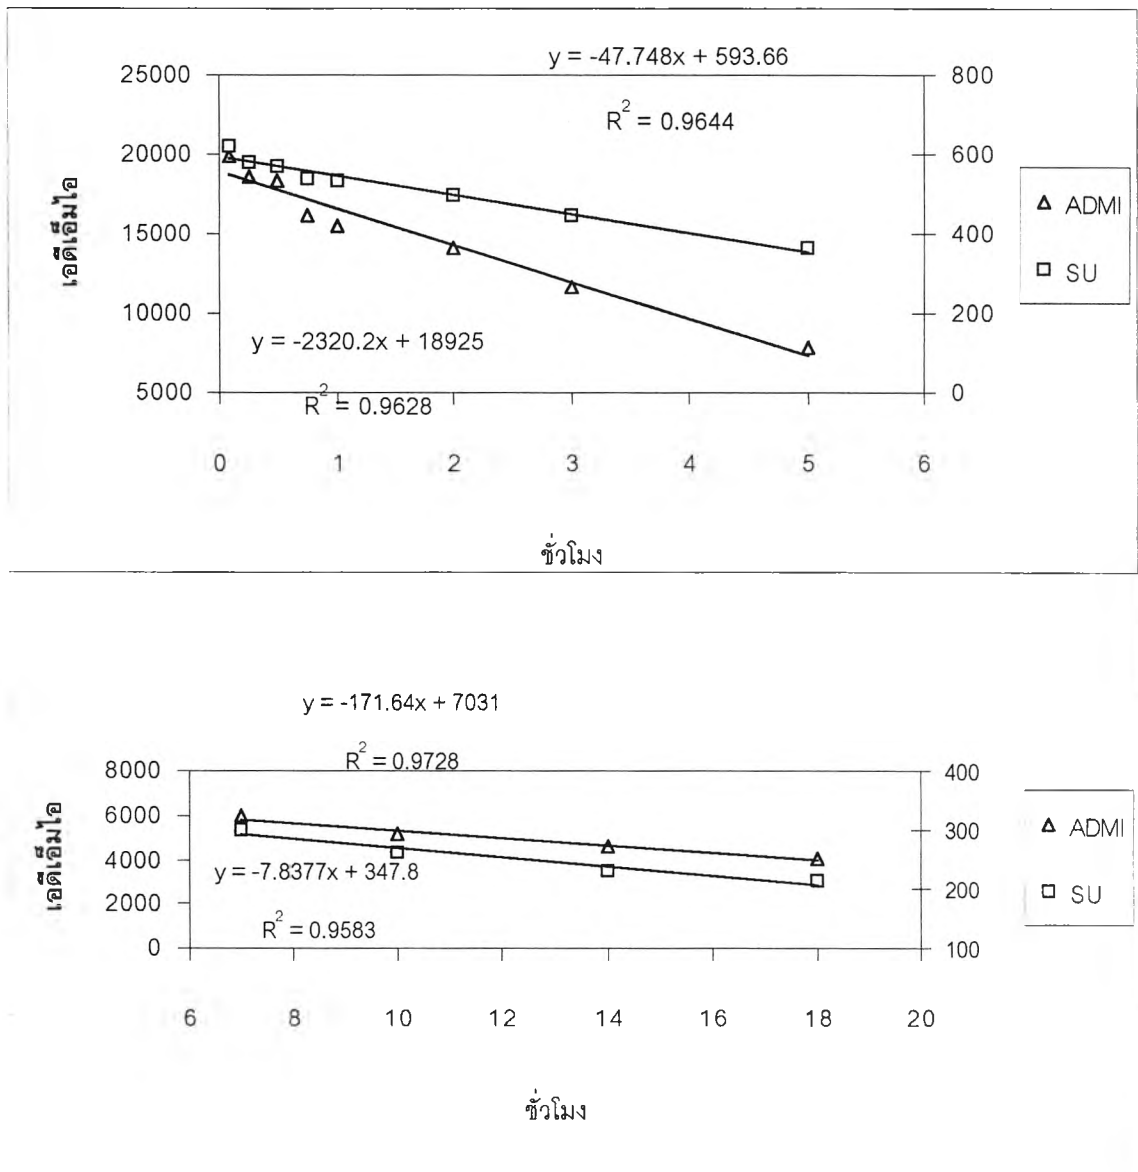 y = -47.748x + 593.66
R2 = 0.9644
25000
20000
15000
10000
5000
800
600
400
200
0
เอดีเอ็มไอ
ADMI
SU
y = -2320.2x + 18925
R2 = 0.9628
0 1 2 3 4 5 6
ชั่วโมง
y = -171.64x + 7031
R2 = 0.9728
8000
6000
4000
2000
0
400
300
200
100
เอดีเอ็มไอ
ADMI
SU
y = -7.8377x + 347.8
R2 = 0.9583
6 8 10 12 14 16 18 20
ชั่วโมง